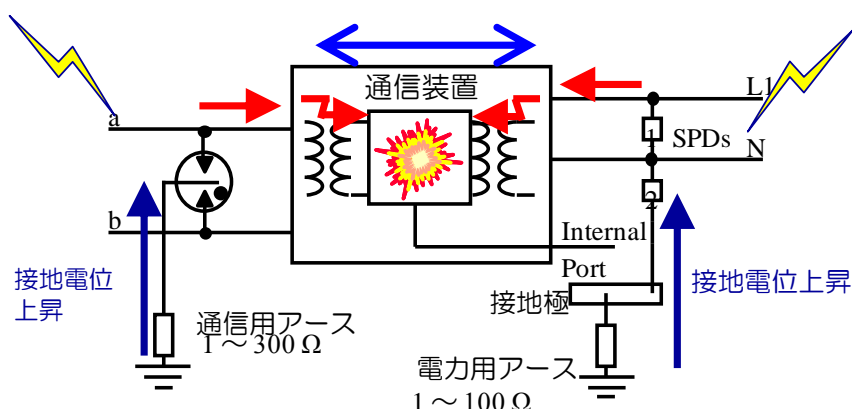 通信装置
a
L1
1
SPDs
N
b
2
Internal
Port
接地電位
上昇
接地極
接地電位上昇
通信用アース
1～300 Ω
電力用アース
1～100 Ω